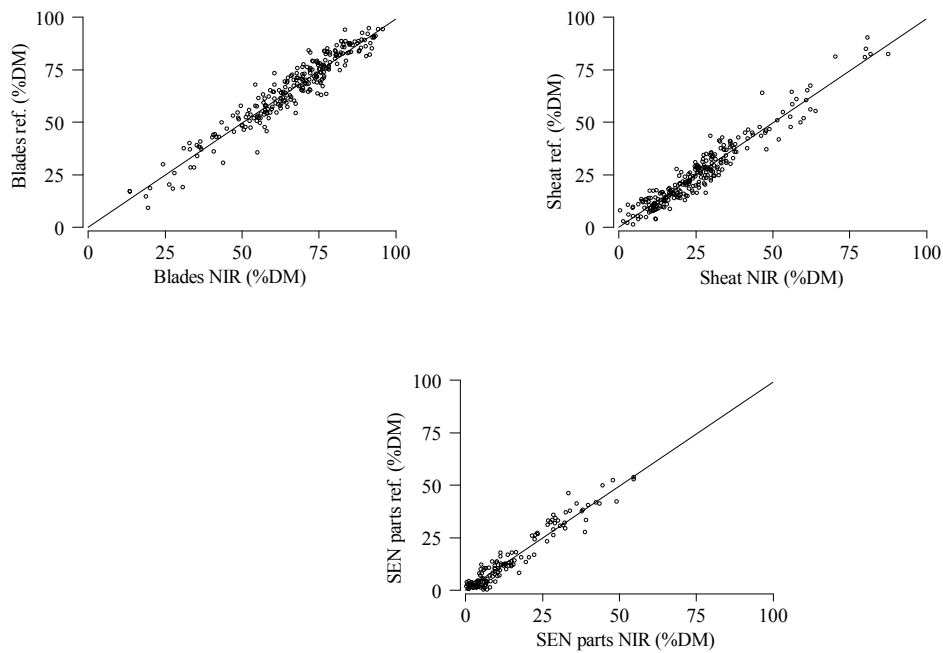 100
75
50
25
0
Blades ref. (%DM)
0 25 50 75 100
Blades NIR (%DM)
100
75
50
25
0
Sheat ref. (%DM)
0 25 50 75 100
Sheat NIR (%DM)
100
75
50
25
0
SEN parts ref. (%DM)
0 25 50 75 100
SEN parts NIR (%DM)